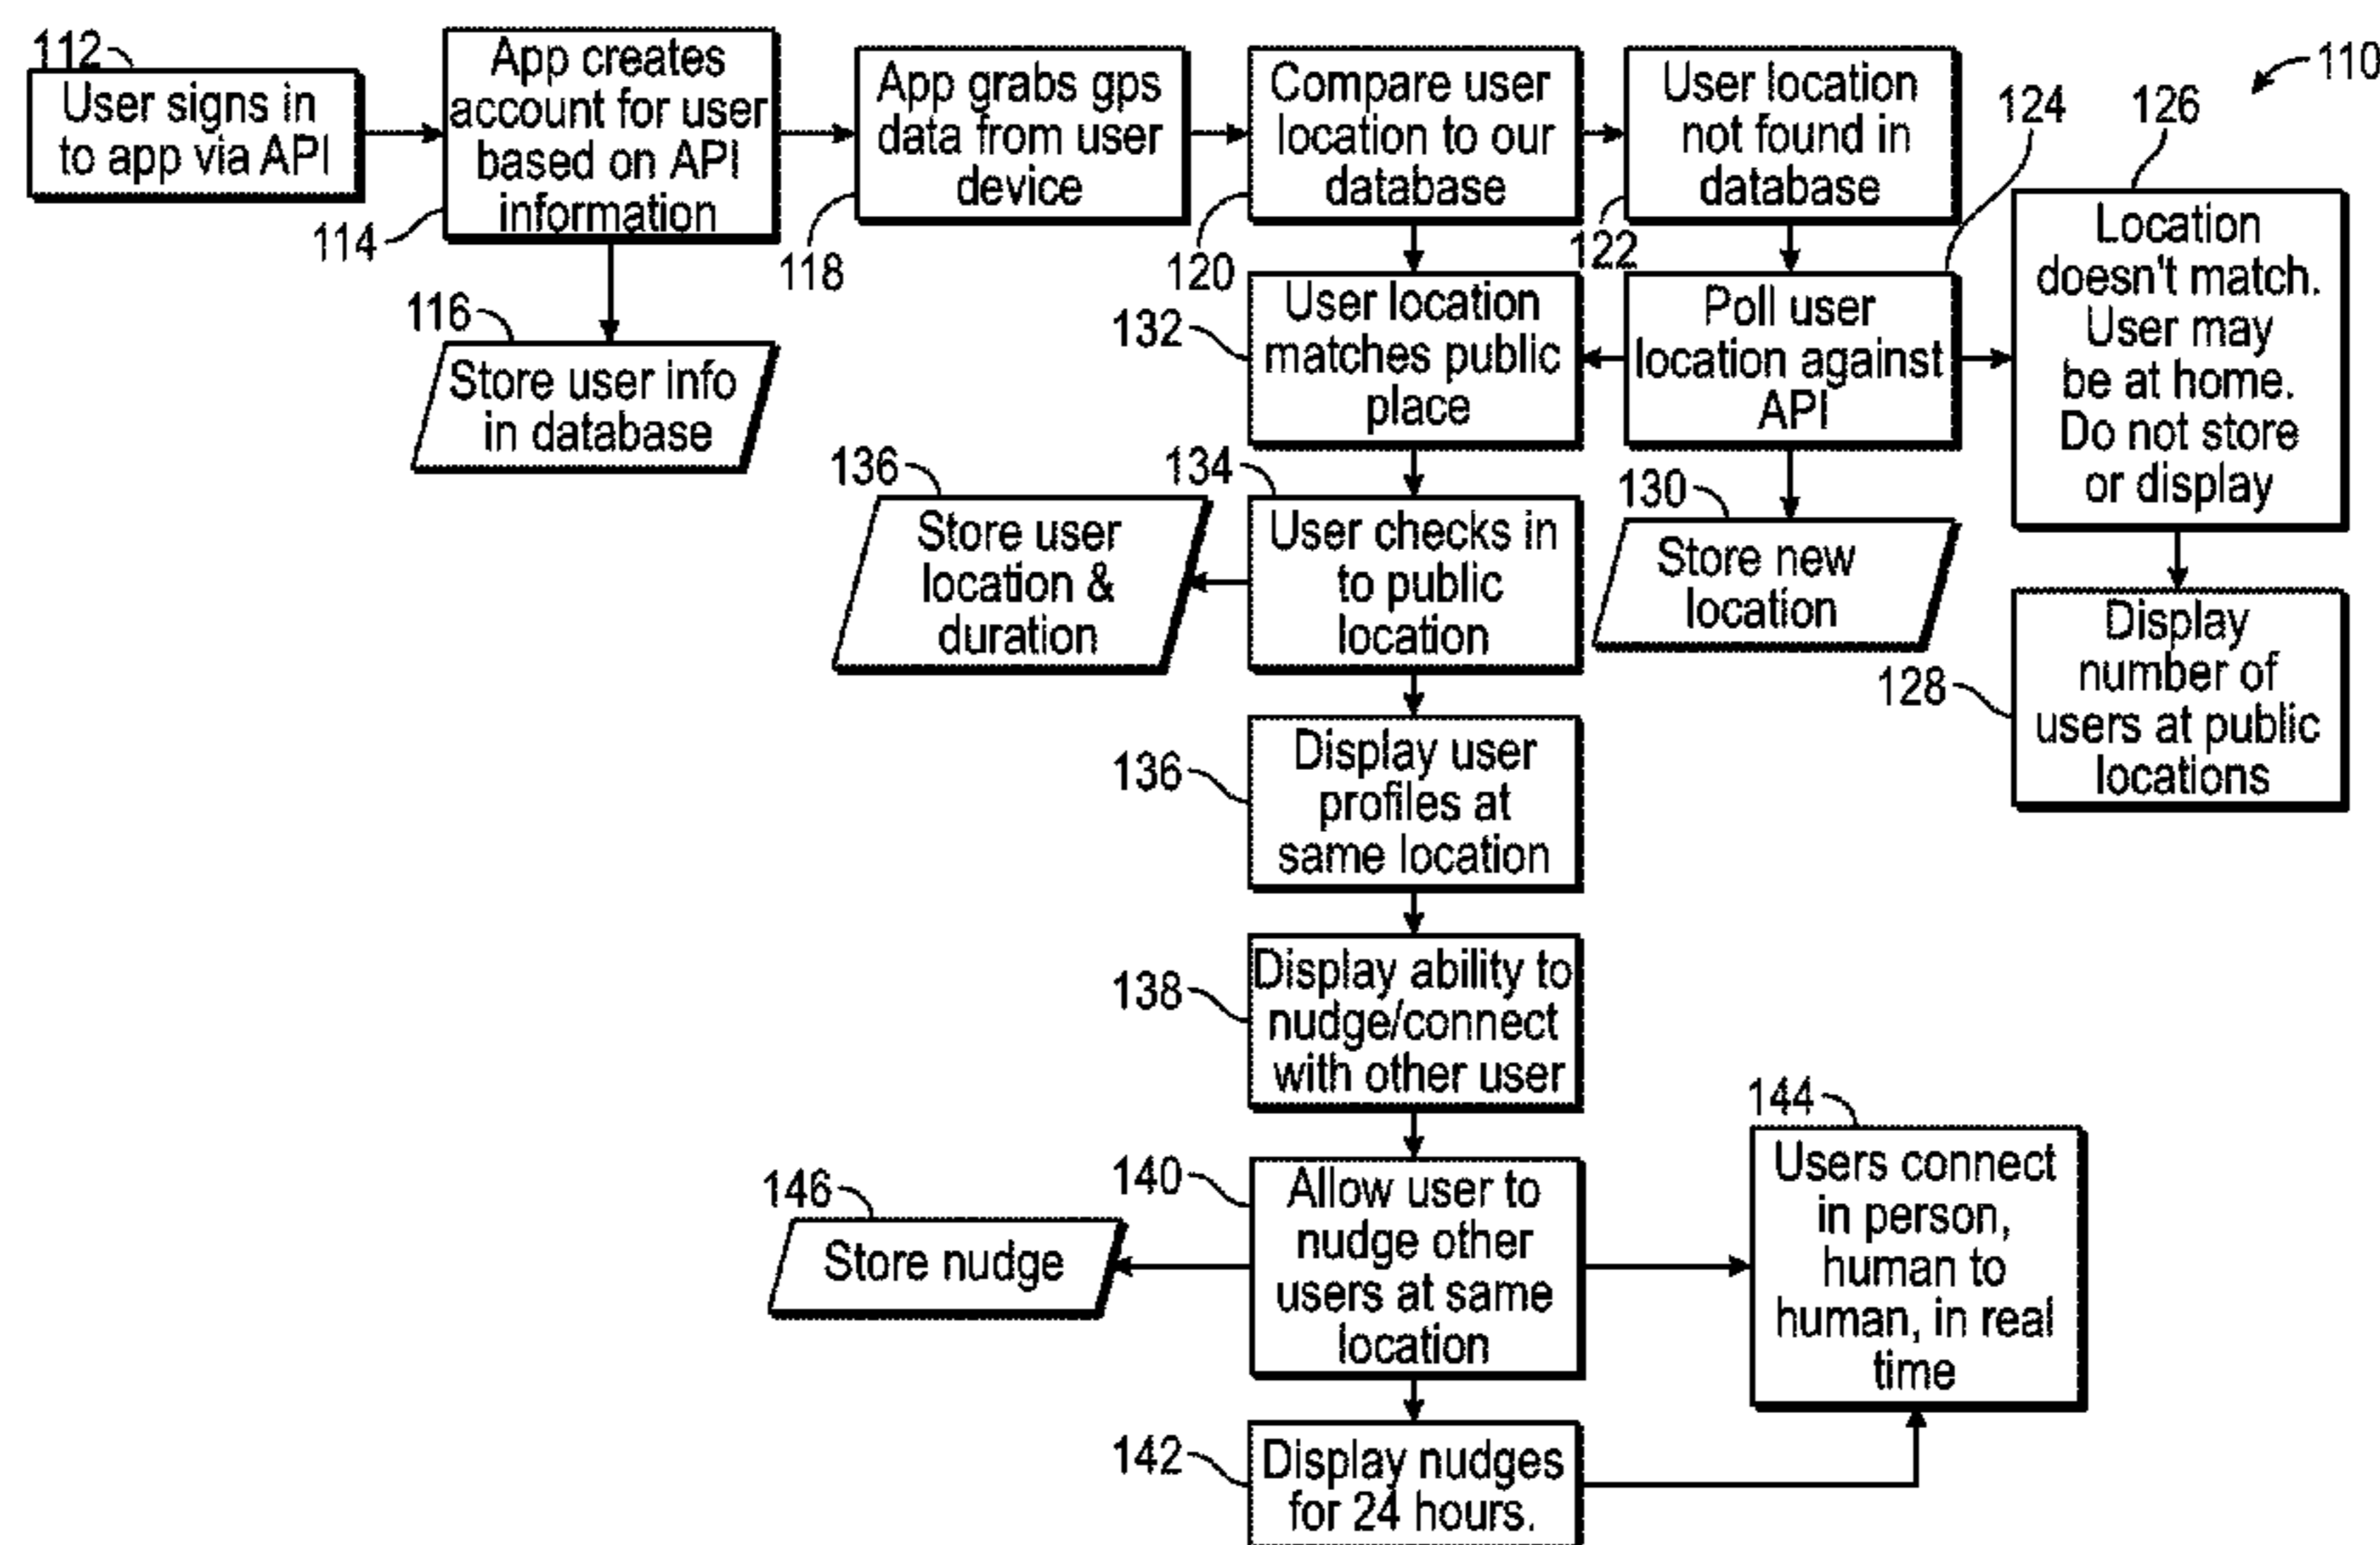 112
User signs in
to app via API
App creates
account for user
based on API
information
114
116
Store user info
in database
App grabs gps
data from user
device
118
Compare user
location to our
database
120
User location
not found in
database
122
124
126
110
User location
matches public
place
132
Poll user
location against
API
Location
doesn't match.
User may
be at home.
Do not store
or display
136
Store user
location &
duration
134
User checks in
to public
location
130
Store new
location
128
Display
number of
users at public
locations
136
Display user
profiles at
same location
138
Display ability to
nudge/connect
with other user
146
Store nudge
140
Allow user to
nudge other
users at same
location
144
Users connect
in person,
human to
human, in real
time
142
Display nudges
for 24 hours.